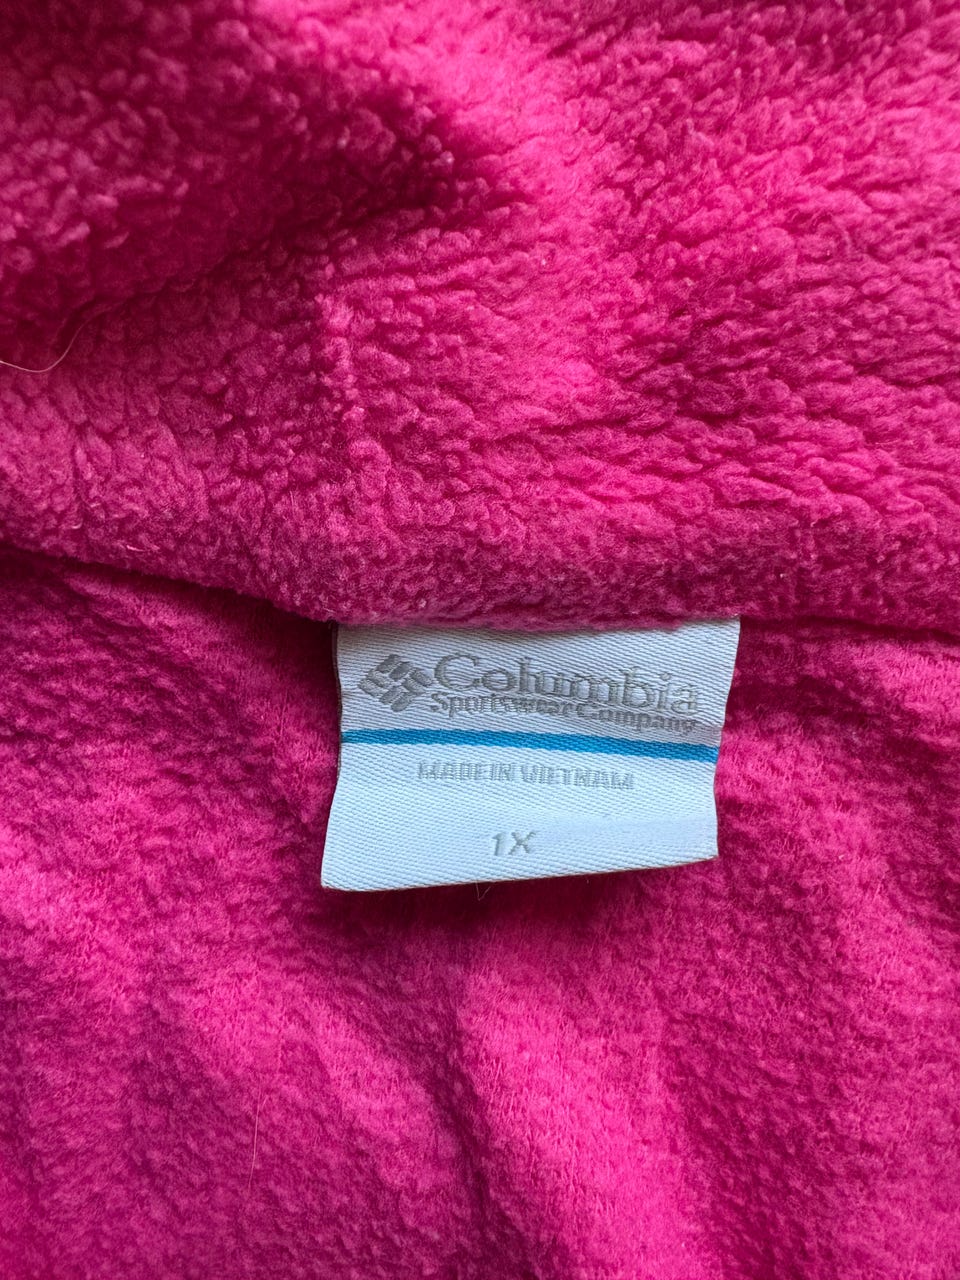 Columbia
Sportswear Company
MADE IN VIETNAM
1X